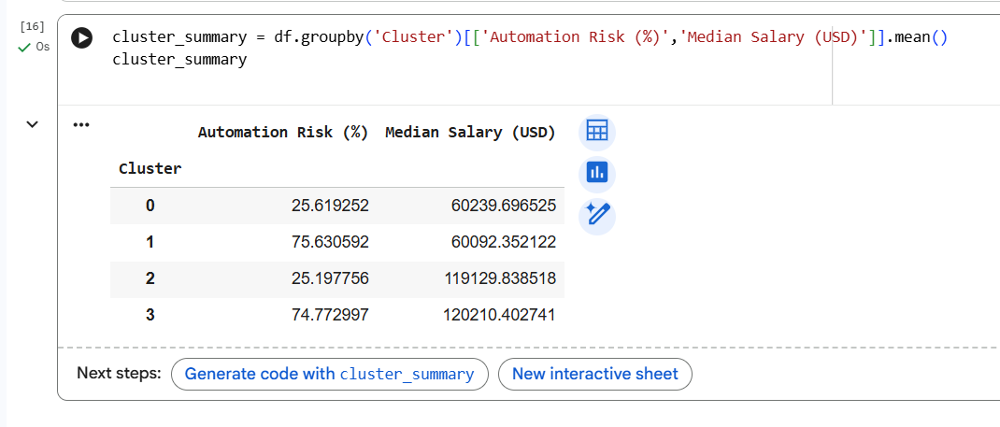 [16]
0s
cluster_summary = df.groupby('Cluster')[['Automation Risk (%)','Median Salary (USD)']].mean()
cluster_summary
Automation Risk (%) Median Salary (USD)
Cluster
0 25.619252 60239.696525
1 75.630592 60092.352122
2 25.197756 119129.838518
3 74.772997 120210.402741
Next steps: Generate code with cluster_summary New interactive sheet